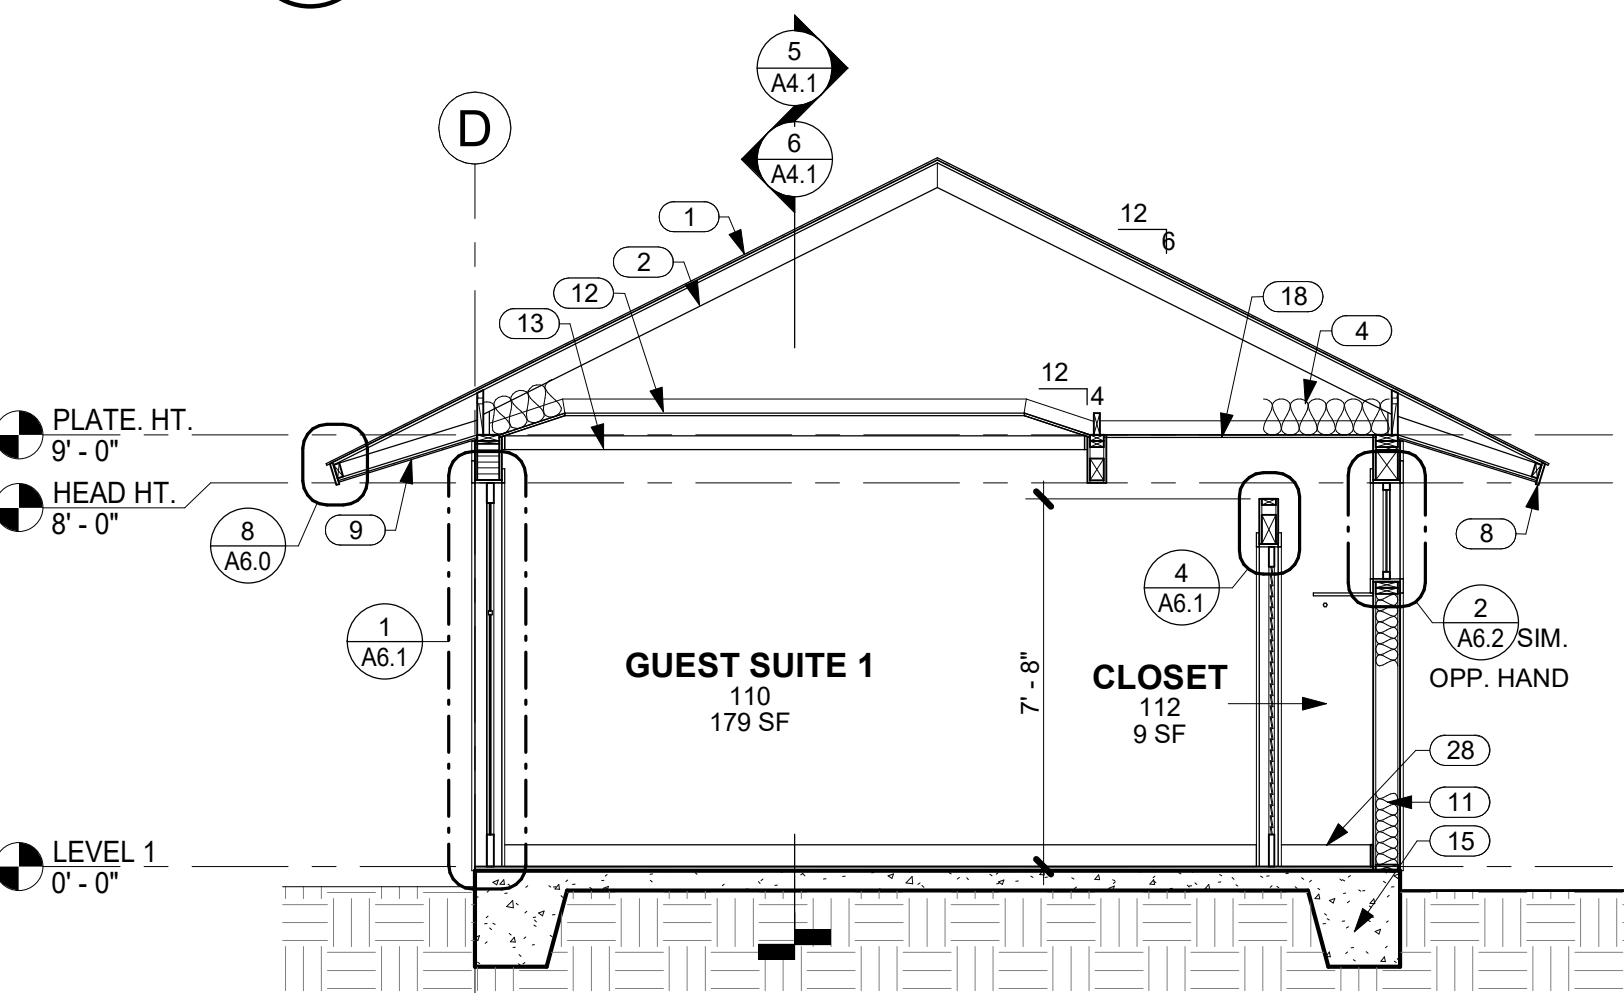 5
A4.1
D
6
A4.1
1
12
6
2
12
18
13
4
12
4
PLATE. HT.
9' - 0"
HEAD HT.
8' - 0"
8
A6.0
9
8
4
A6.1
1
A6.1
2
A6.2 SIM.
OPP. HAND
GUEST SUITE 1
110
179 SF
7' - 8"
CLOSET
112
9 SF
28
11
15
LEVEL 1
0' - 0"